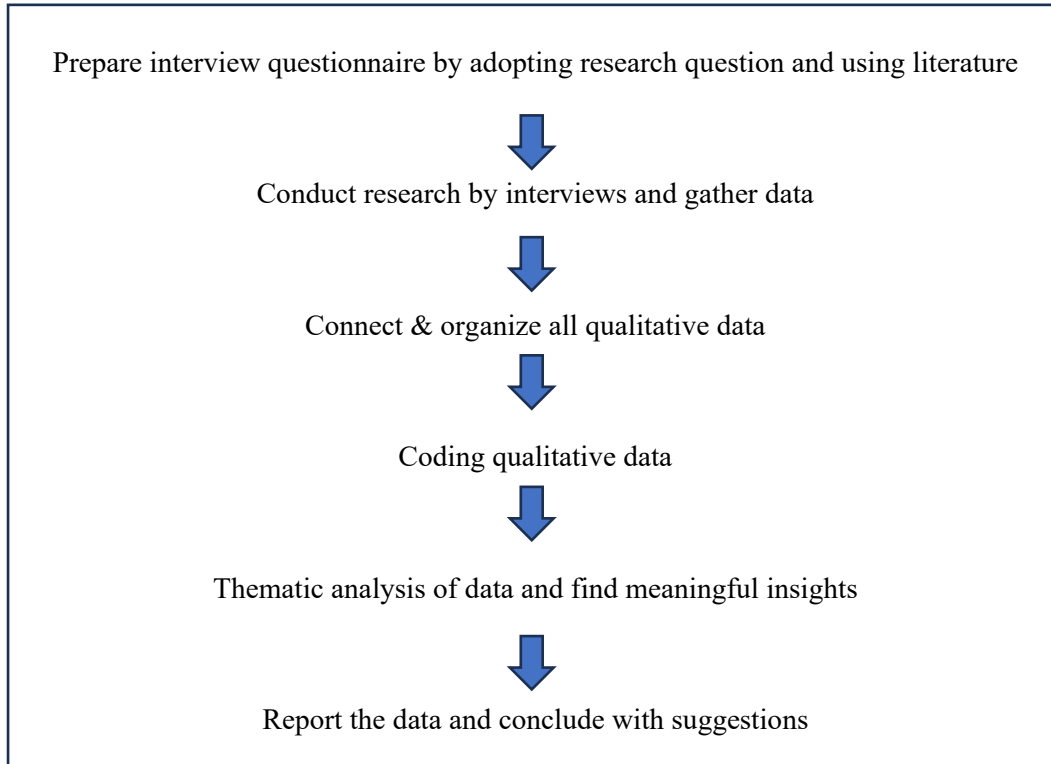 Prepare interview questionnaire by adopting research question and using literature
Conduct research by interviews and gather data
Connect & organize all qualitative data
Coding qualitative data
Thematic analysis of data and find meaningful insights
Report the data and conclude with suggestions